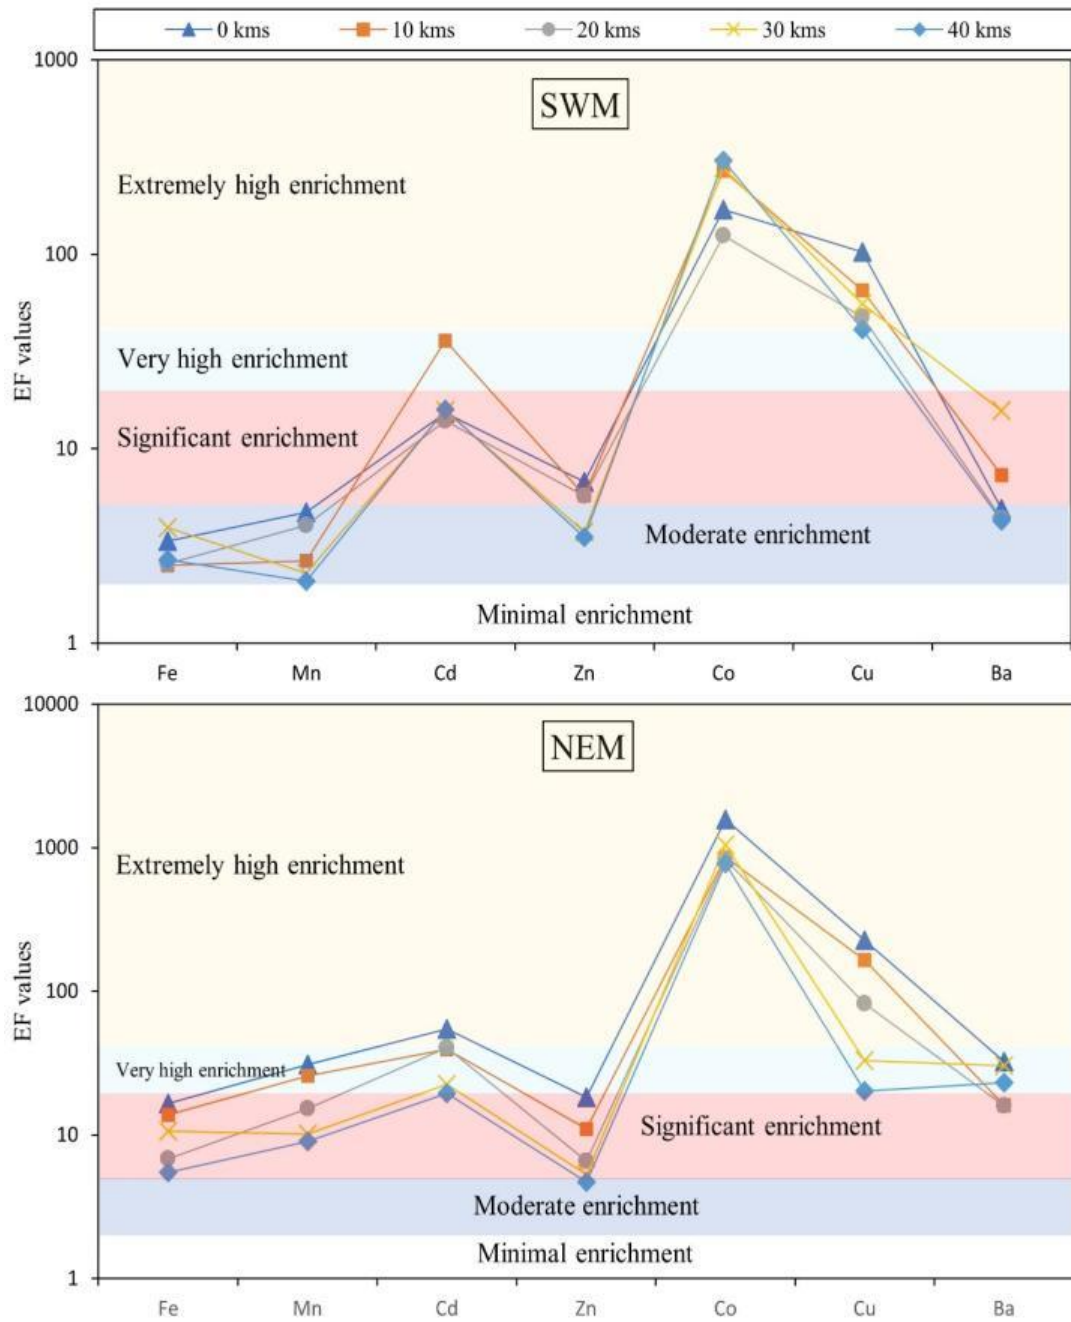 0 kms 10 kms 20 kms 30 kms 40 kms
1000
SWM
Extremely high enrichment
100
EF values
Very high enrichment
Significant enrichment
10
Moderate enrichment
Minimal enrichment
1
Fe Mn Cd Zn Co Cu Ba
10000
NEM
Extremely high enrichment
1000
EF values
100
Very high enrichment
Significant enrichment
10
Moderate enrichment
Minimal enrichment
1
Fe Mn Cd Zn Co Cu Ba